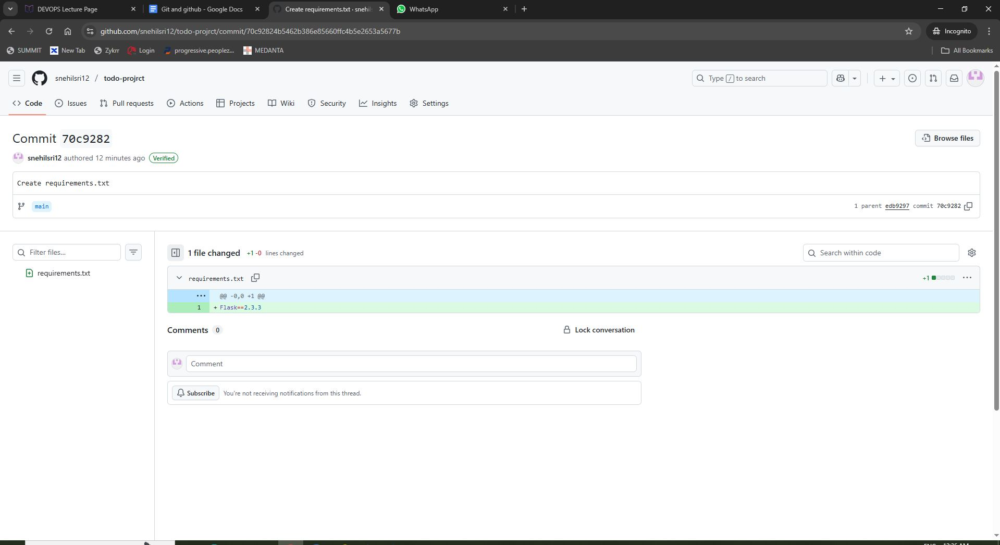 DEVOPS Lecture Page
Git and github - Google Docs
Create requirements.txt · snehils
WhatsApp
github.com/snehilsri12/todo-projrct/commit/70c92824b5462b386e85660ffc4b5e2653a5677b
Incognito
SUMMIT
New Tab
Zykrr
Login
progressive.peoplez...
MEDANTA
All Bookmarks
snehilsri12 / todo-projrct
Type / to search
Code
Issues
Pull requests
Actions
Projects
Wiki
Security
Insights
Settings
Commit 70c9282
Browse files
snehilsri12 authored 12 minutes ago Verified
Create requirements.txt
main
1 parent edb9297 commit 70c9282
Filter files...
requirements.txt
1 file changed +1 -0 lines changed
Search within code
requirements.txt
+1
@@ -0,0 +1 @@
1 + Flask==2.3.3
Comments 0
Lock conversation
Comment
Subscribe You're not receiving notifications from this thread.